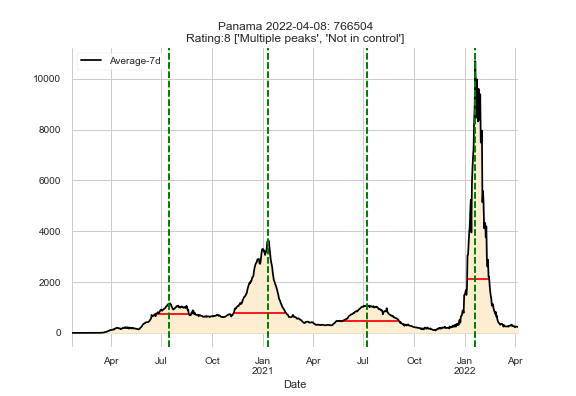 Panama 2022-04-08: 766504
Rating:8 ['Multiple peaks', 'Not in control']
Average-7d
10000
8000
6000
4000
2000
0
Apr Jul Oct Jan Apr Jul Oct Jan Apr
2021 2022
Date